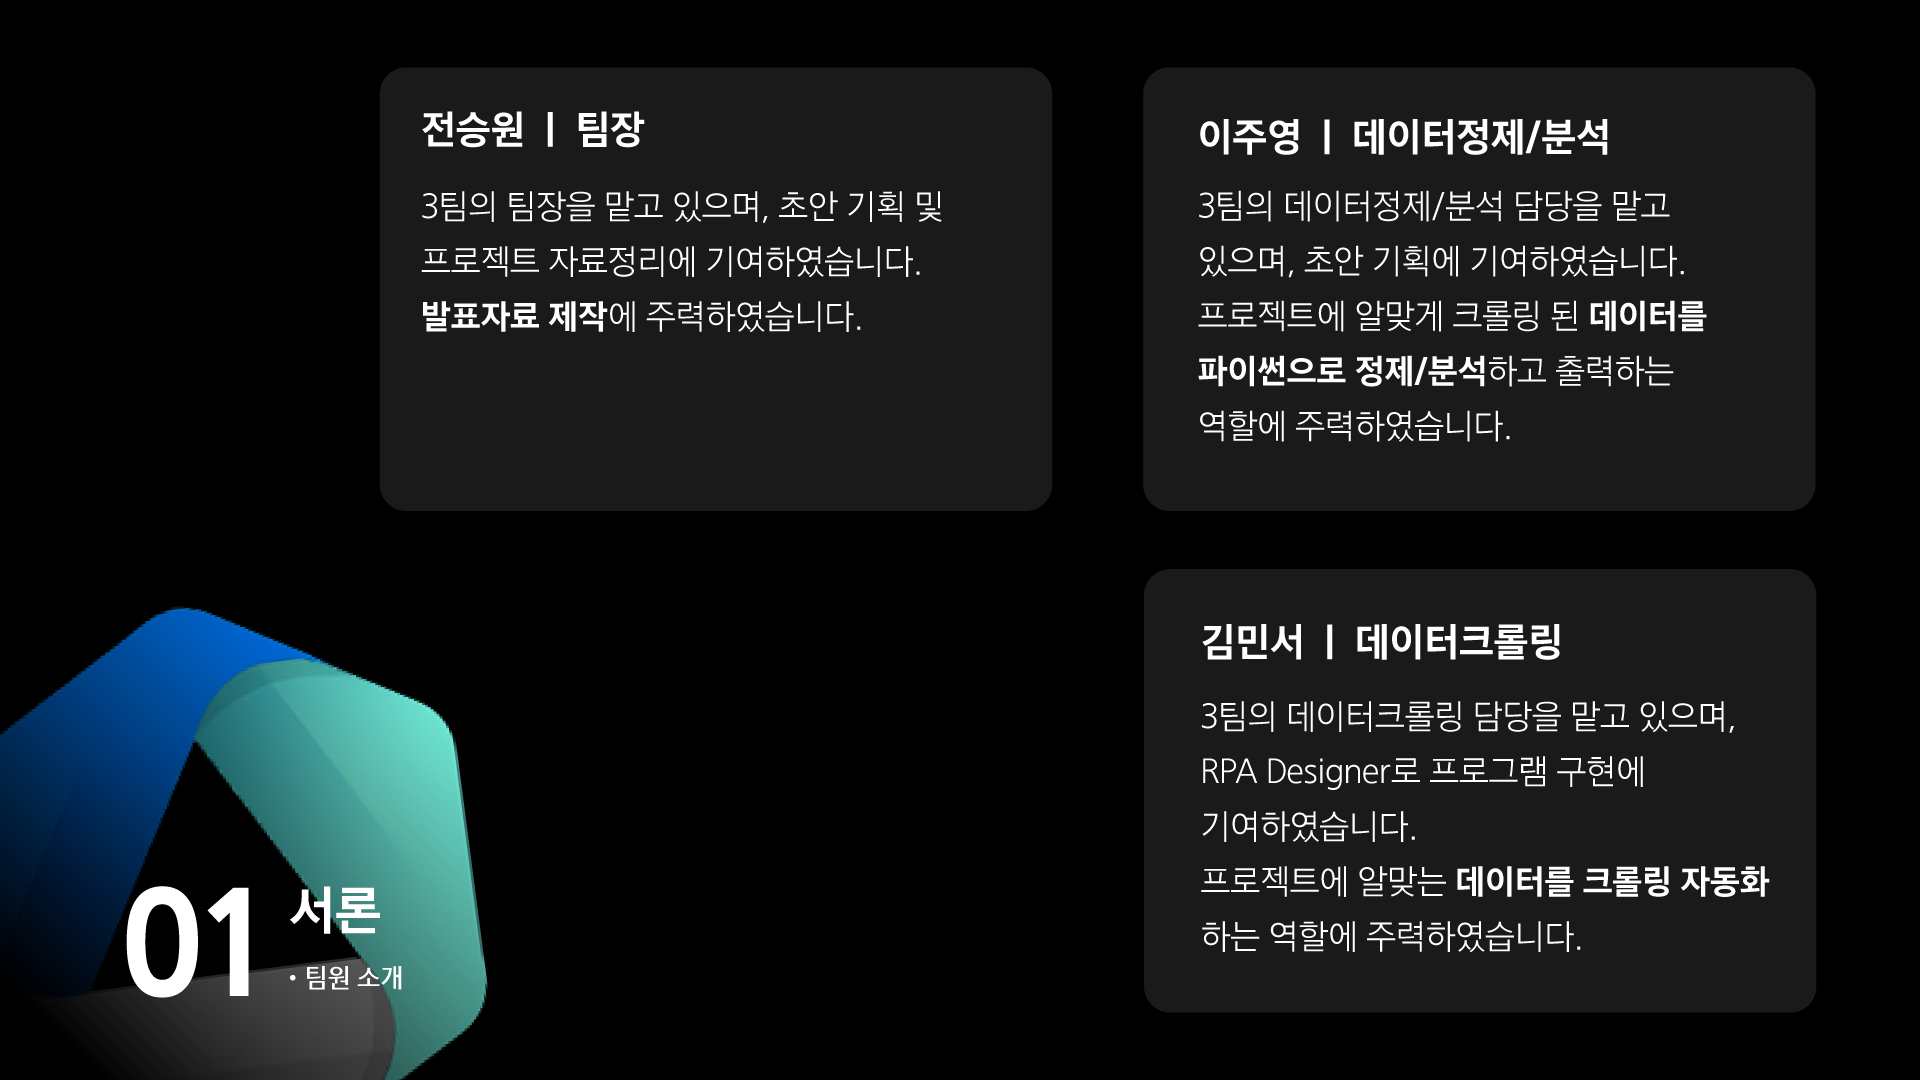 전승원 | 팀장
3팀의 팀장을 맡고 있으며, 초안 기획 및
프로젝트 자료정리에 기여하였습니다.
발표자료 제작에 주력하였습니다.
이주영 | 데이터정제/분석
3팀의 데이터정제/분석 담당을 맡고
있으며, 초안 기획에 기여하였습니다.
프로젝트에 알맞게 크롤링 된 데이터를
파이썬으로 정제/분석하고 출력하는
역할에 주력하였습니다.
김민서 | 데이터크롤링
3팀의 데이터크롤링 담당을 맡고 있으며,
RPA Designer로 프로그램 구현에
기여하였습니다.
프로젝트에 알맞는 데이터를 크롤링 자동화
하는 역할에 주력하였습니다.
01 서론
• 팀원 소개